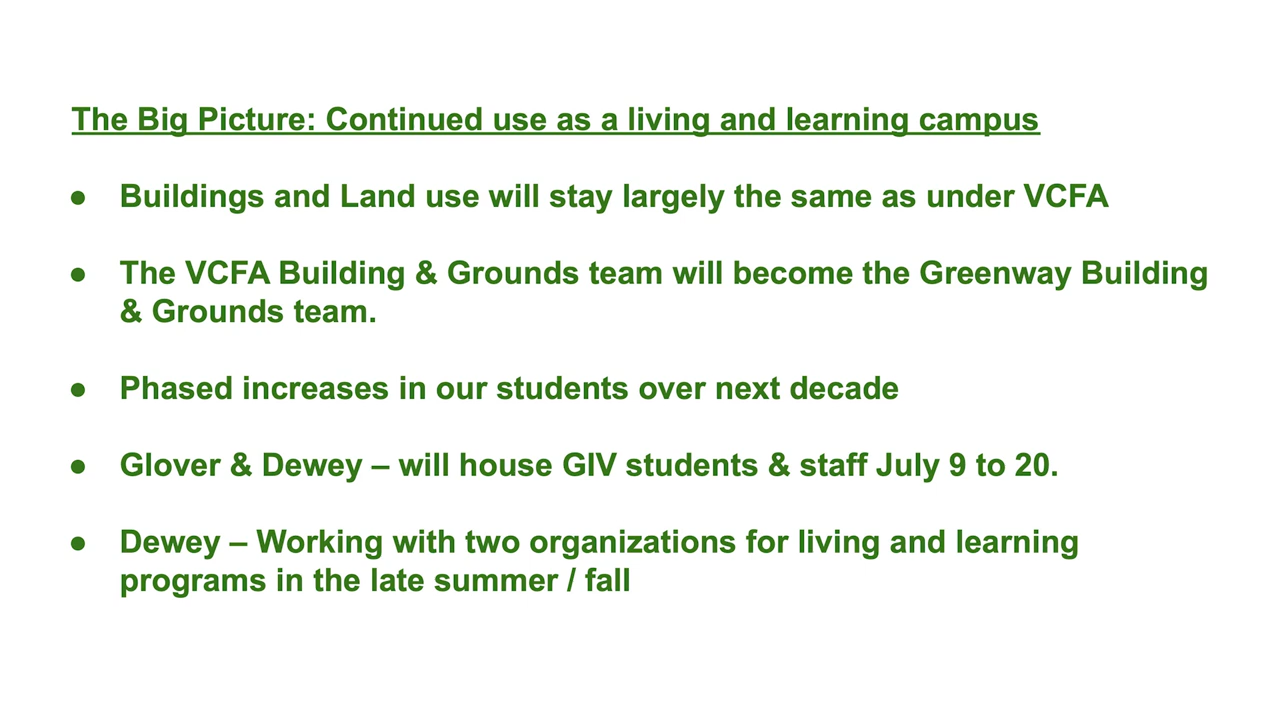 The Big Picture: Continued use as a living and learning campus
● Buildings and Land use will stay largely the same as under VCFA
● The VCFA Building & Grounds team will become the Greenway Building
& Grounds team.
● Phased increases in our students over next decade
● Glover & Dewey – will house GIV students & staff July 9 to 20.
● Dewey – Working with two organizations for living and learning
programs in the late summer / fall